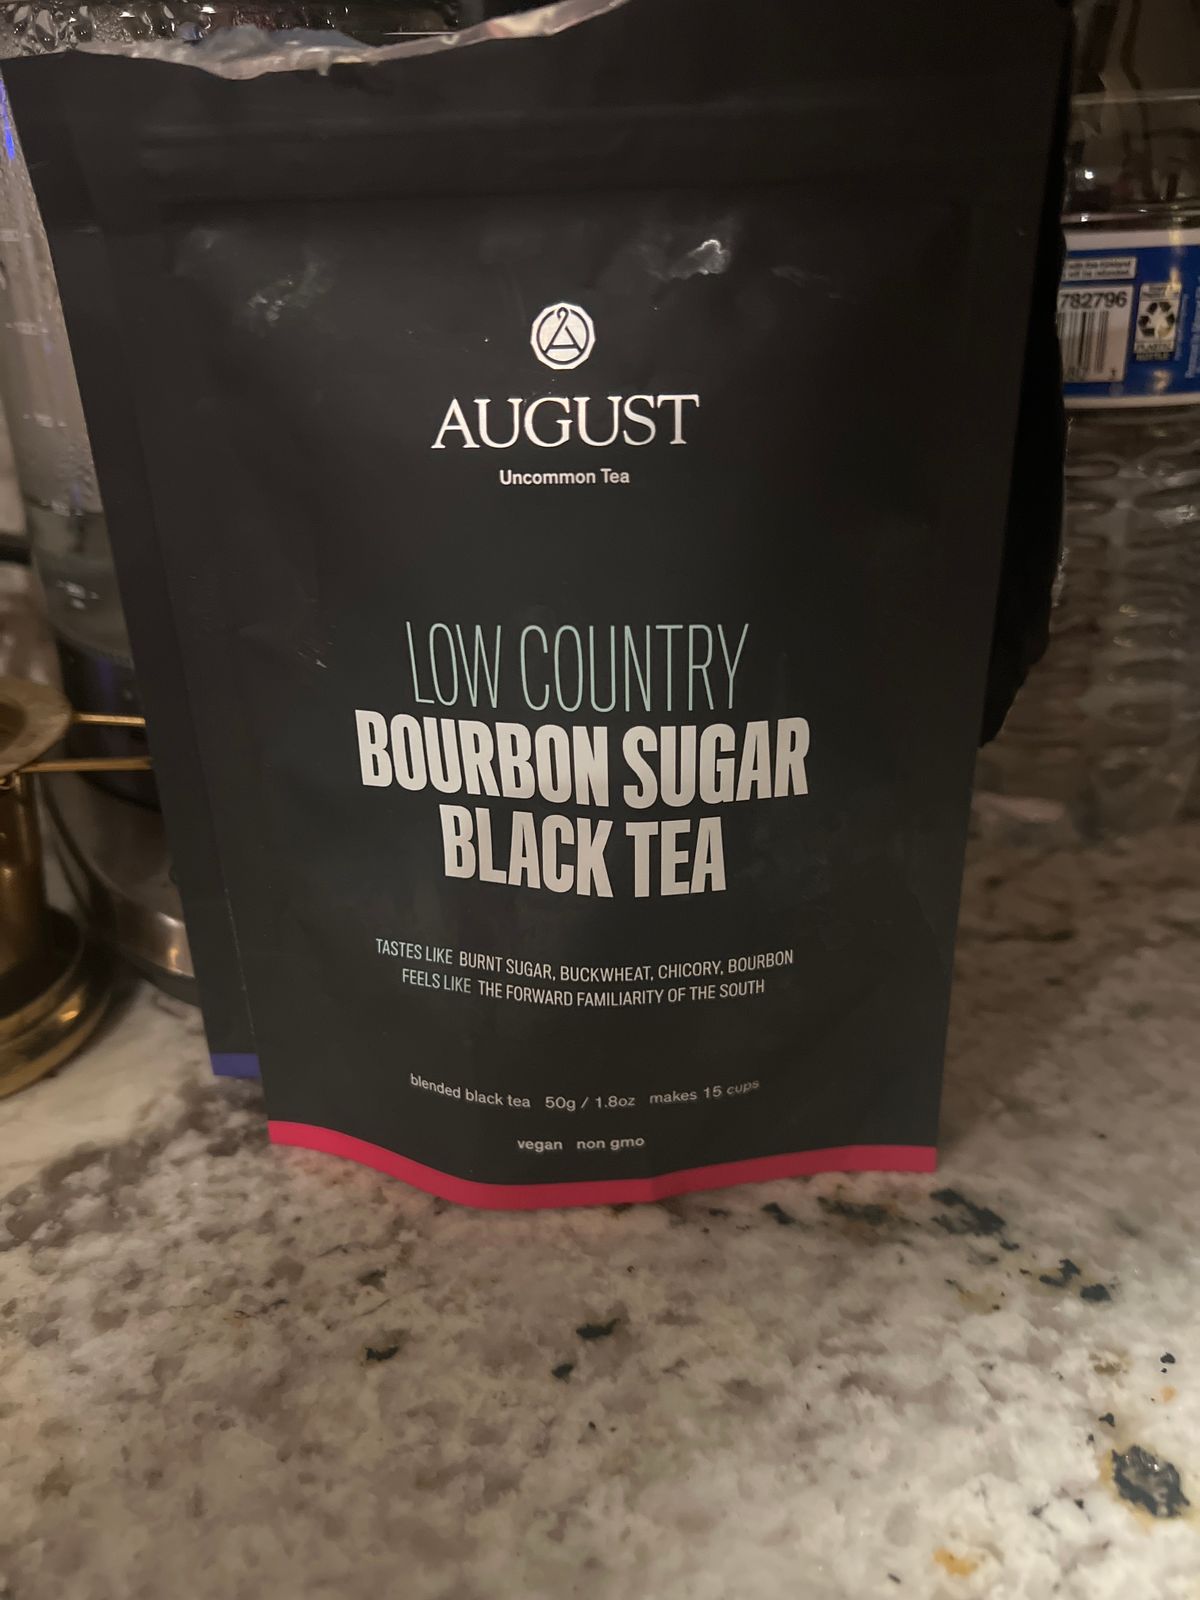 AUGUST
Uncommon Tea
LOW COUNTRY
BOURBON SUGAR
BLACK TEA
TASTES LIKE BURNT SUGAR, BUCKWHEAT, CHICORY, BOURBON
FEELS LIKE THE FORWARD FAMILIARITY OF THE SOUTH
blended black tea 50g / 1.8oz makes 15 cups
vegan non gmo
782796